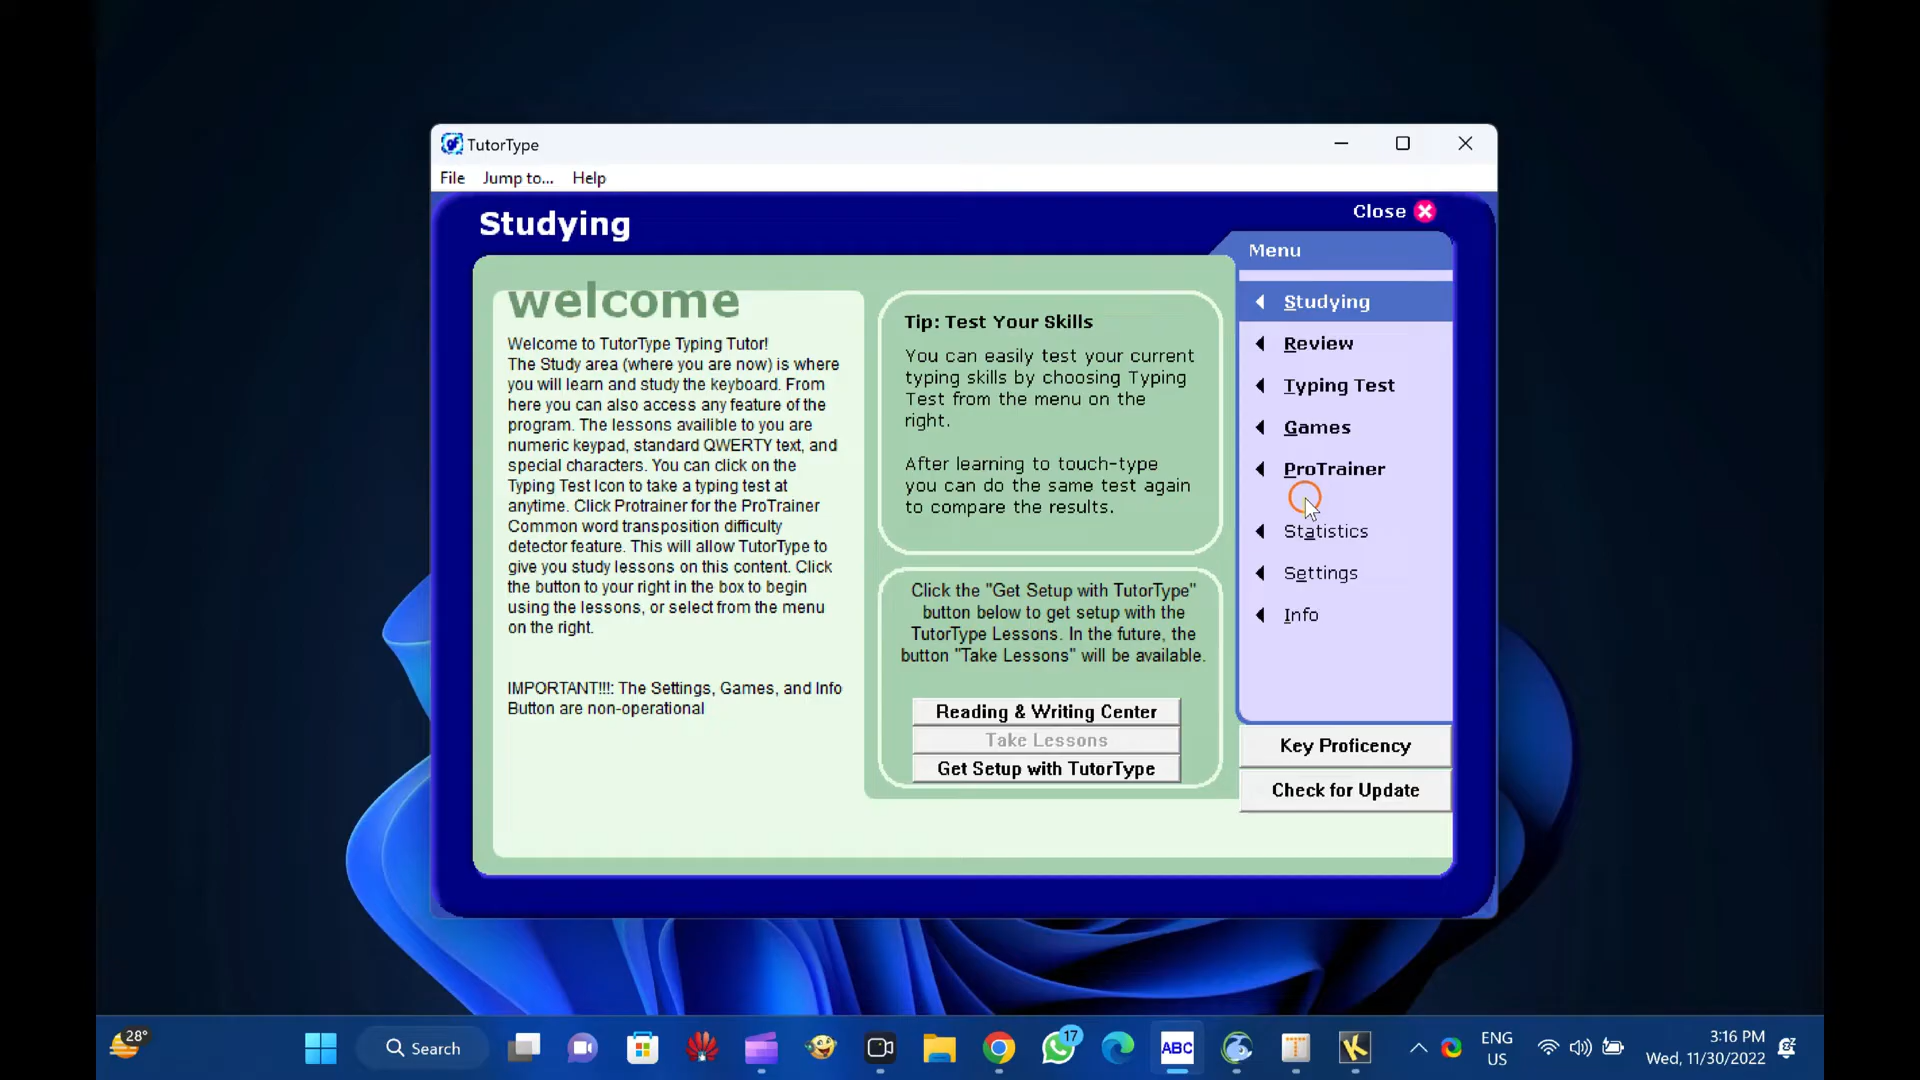 TutorType
File Jump to... Help
Studying
Close
Menu
welcome
Welcome to TutorType Typing Tutor!
The Study area (where you are now) is where
you will learn and study the keyboard. From
here you can also access any feature of the
program. The lessons availible to you are
numeric keypad, standard QWERTY text, and
special characters. You can click on the
Typing Test Icon to take a typing test at
anytime. Click Protrainer for the ProTrainer
Common word transposition difficulty
detector feature. This will allow TutorType to
give you study lessons on this content. Click
the button to your right in the box to begin
using the lessons, or select from the menu
on the right.
IMPORTANT!!!: The Settings, Games, and Info
Button are non-operational
Tip: Test Your Skills
You can easily test your current
typing skills by choosing Typing
Test from the menu on the
right.
After learning to touch-type
you can do the same test again
to compare the results.
Click the "Get Setup with TutorType"
button below to get setup with the
TutorType Lessons. In the future, the
button "Take Lessons" will be available.
Reading & Writing Center
Take Lessons
Get Setup with TutorType
Studying
Review
Typing Test
Games
ProTrainer
Statistics
Settings
Info
Key Proficency
Check for Update
28°
Search
17
ABC
T
K
ENG
US
3:16 PM
Wed, 11/30/2022